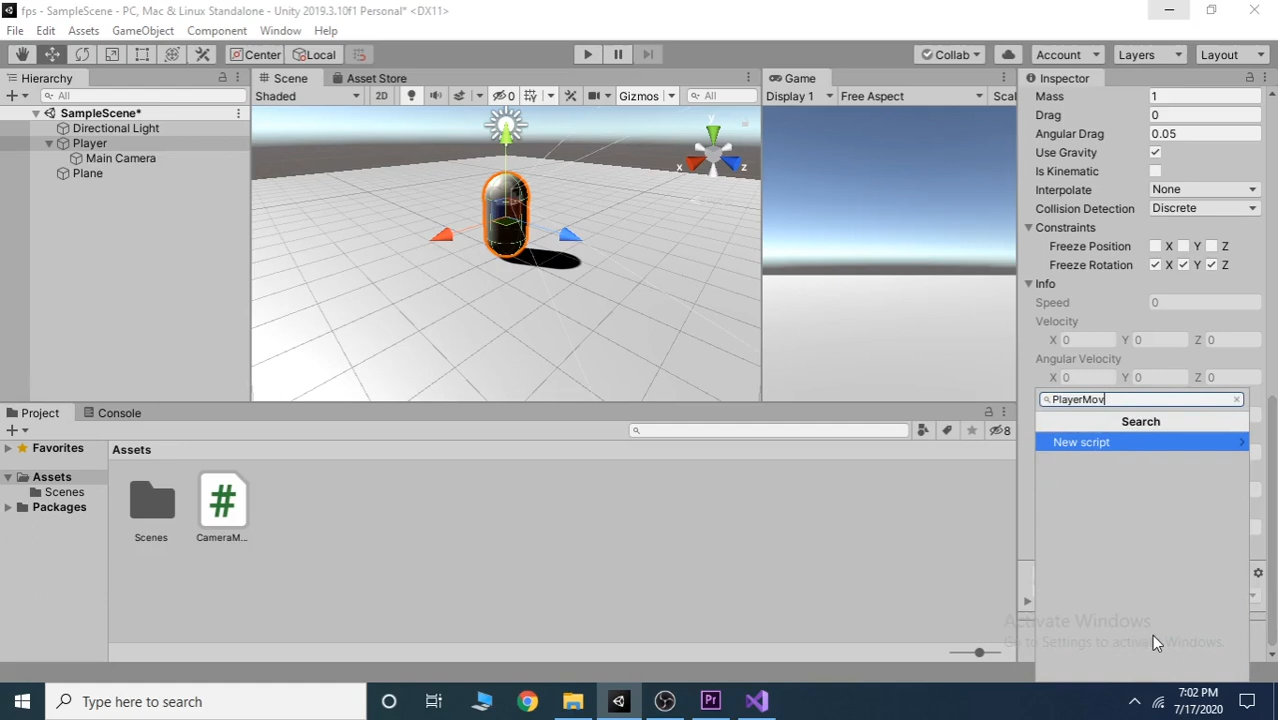 fps - SampleScene - PC, Mac & Linux Standalone - Unity 2019.3.10f1 Personal* <DX11>
File Edit Assets GameObject Component Window Help
Center Local Collab Account Layers Layout
Hierarchy
All
SampleScene*
Directional Light
Player
Main Camera
Plane
Scene Asset Store
Shaded 2D 0 Gizmos All
y
x z
Game
Display 1 Free Aspect Scal
Inspector
Mass 1
Drag 0
Angular Drag 0.05
Use Gravity
Is Kinematic
Interpolate None
Collision Detection Discrete
Constraints
Freeze Position X Y Z
Freeze Rotation X Y Z
Info
Speed 0
Velocity
X 0 Y 0 Z 0
Angular Velocity
X 0 Y 0 Z 0
PlayerMov
Search
New script
Project Console
8
Favorites
Assets
Scenes
Packages
Assets
Scenes
CameraM...
Activate Windows
Go to Settings to activate Windows.
Type here to search
Pr
7:02 PM
7/17/2020